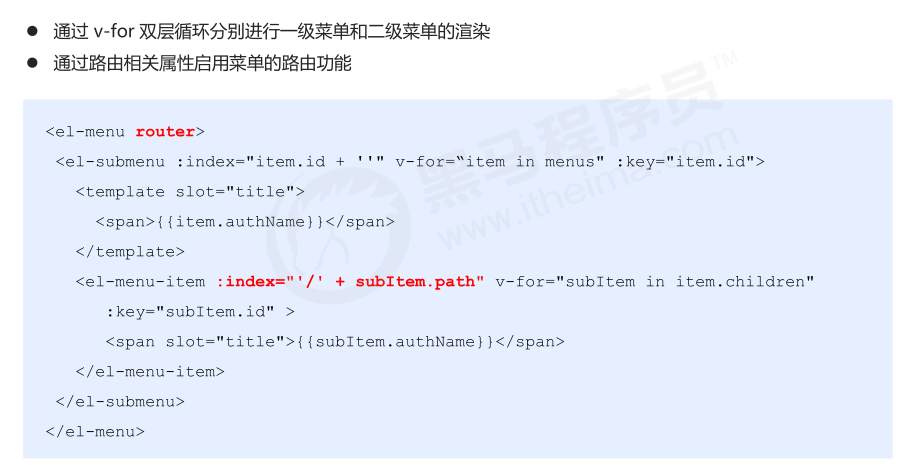 ● 通过 v-for 双层循环分别进行一级菜单和二级菜单的渲染
● 通过路由相关属性启用菜单的路由功能
<el-menu router>
<el-submenu :index="item.id + ''" v-for=“item in menus" :key="item.id">
<template slot="title">
<span>{{item.authName}}</span>
</template>
<el-menu-item :index="'/' + subItem.path" v-for="subItem in item.children"
:key="subItem.id" >
<span slot="title">{{subItem.authName}}</span>
</el-menu-item>
</el-submenu>
</el-menu>
黑马程序员™
www.itheima.com